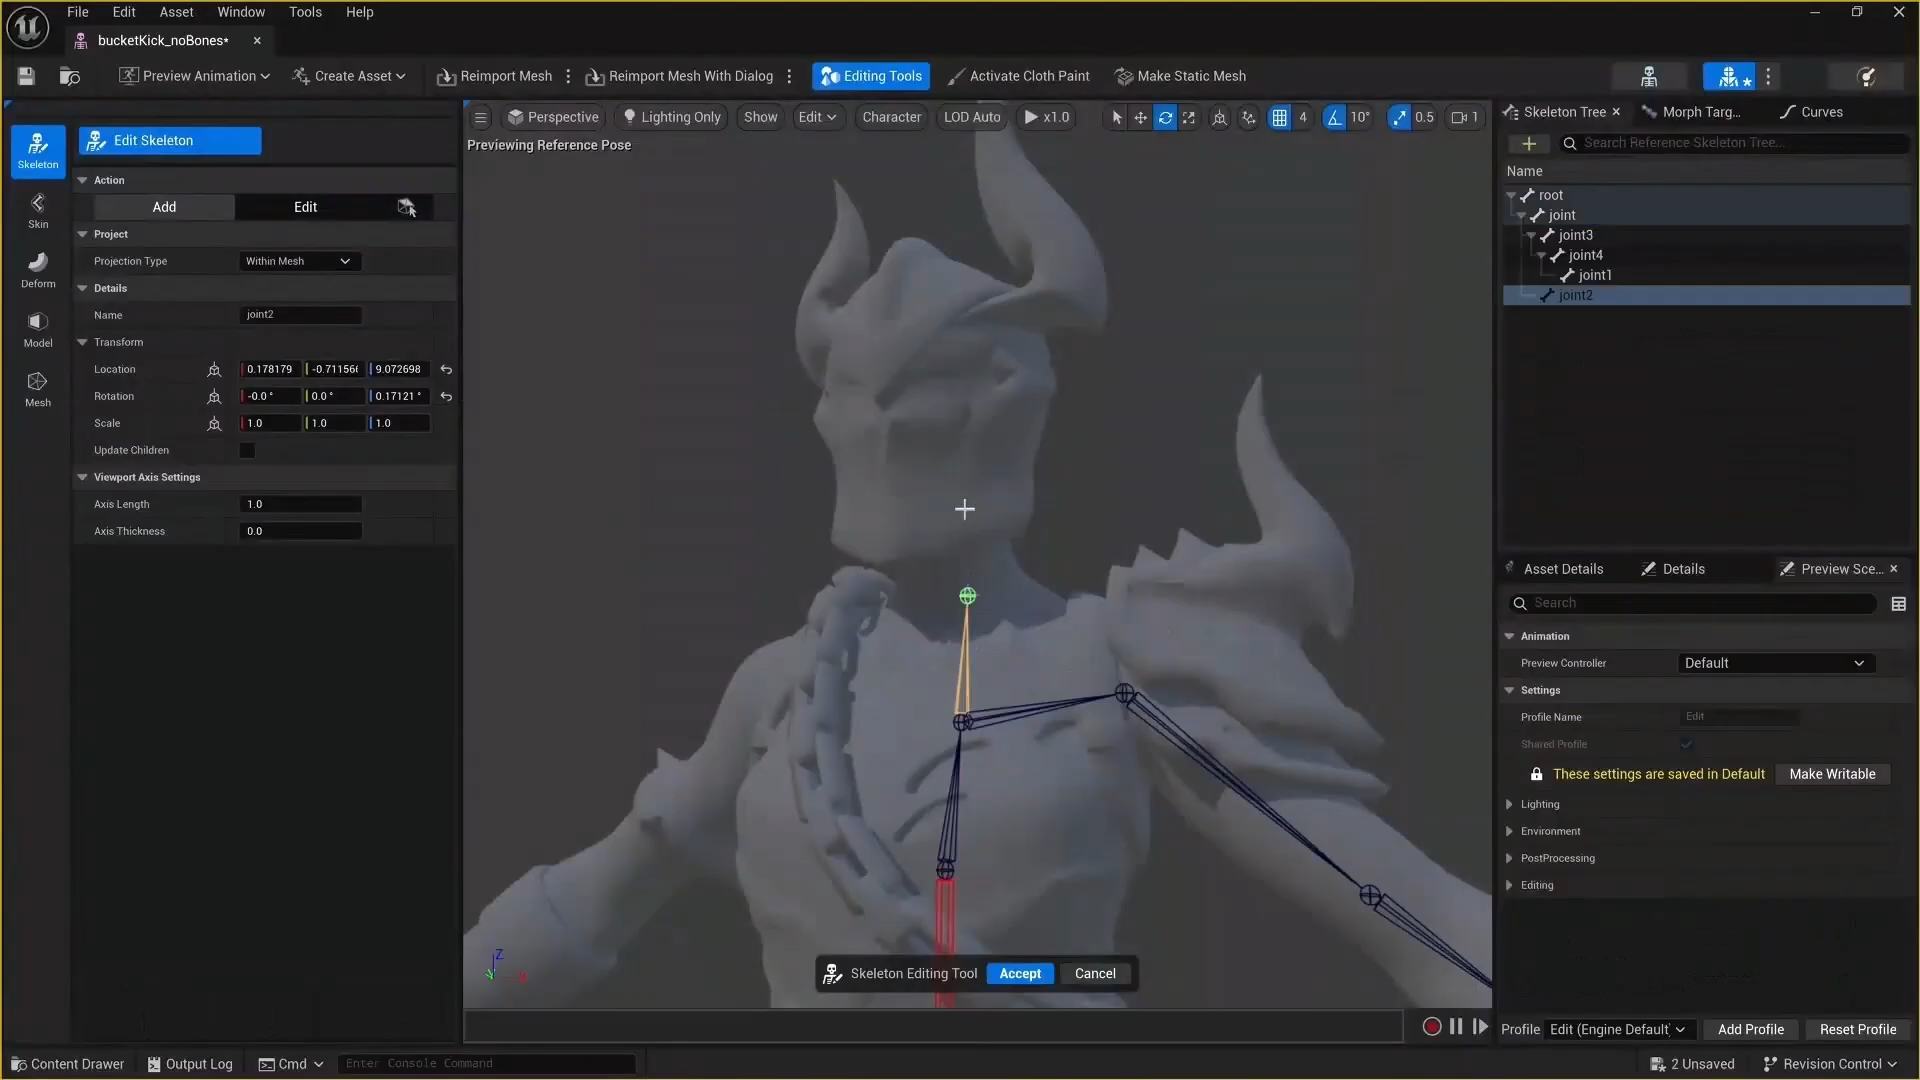 File Edit Asset Window Tools Help
bucketKick_noBones*
Preview Animation Create Asset Reimport Mesh Reimport Mesh With Dialog Editing Tools Activate Cloth Paint Make Static Mesh
Skeleton
Skin
Deform
Model
Mesh
Edit Skeleton
Action
Add Edit
Project
Projection Type Within Mesh
Details
Name joint2
Transform
Location 0.178179 -0.71156 9.072698
Rotation -0.0 ° 0.0 ° 0.17121 °
Scale 1.0 1.0 1.0
Update Children
Viewport Axis Settings
Axis Length 1.0
Axis Thickness 0.0
Perspective Lighting Only Show Edit Character LOD Auto x1.0 4 10° 0.5 1
Previewing Reference Pose
Z
X
Skeleton Editing Tool Accept Cancel
Skeleton Tree Morph Targ... Curves
Search Reference Skeleton Tree...
Name
root
joint
joint3
joint4
joint1
joint2
Asset Details Details Preview Sce...
Search
Animation
Preview Controller Default
Settings
Profile Name Edit
Shared Profile
These settings are saved in Default Make Writable
Lighting
Environment
PostProcessing
Editing
Profile Edit (Engine Default) Add Profile Reset Profile
Content Drawer Output Log Cmd Enter Console Command
2 Unsaved Revision Control